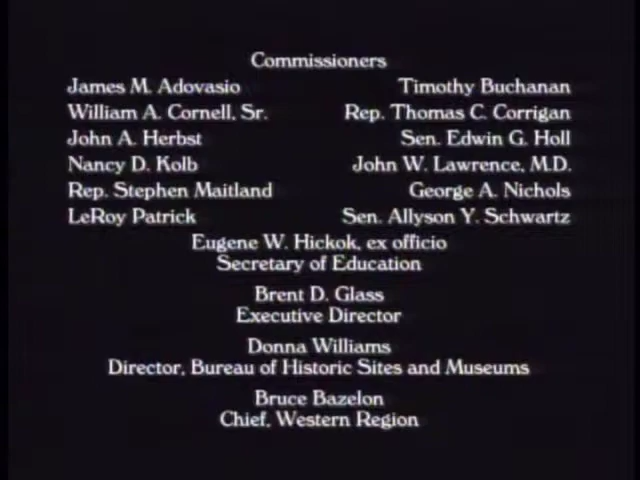 Commissioners
James M. Adovasio Timothy Buchanan
William A. Cornell, Sr. Rep. Thomas C. Corrigan
John A. Herbst Sen. Edwin G. Holl
Nancy D. Kolb John W. Lawrence, M.D.
Rep. Stephen Maitland George A. Nichols
LeRoy Patrick Sen. Allyson Y. Schwartz
Eugene W. Hickok, ex officio
Secretary of Education
Brent D. Glass
Executive Director
Donna Williams
Director, Bureau of Historic Sites and Museums
Bruce Bazelon
Chief, Western Region